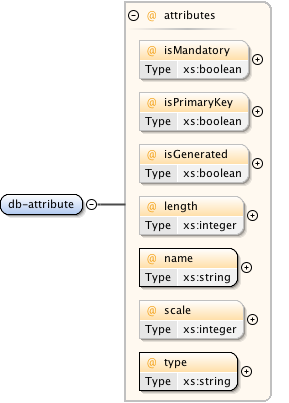 @ attributes
@ isMandatory
Type xs:boolean
@ isPrimaryKey
Type xs:boolean
@ isGenerated
Type xs:boolean
db-attribute
@ length
Type xs:integer
@ name
Type xs:string
@ scale
Type xs:integer
@ type
Type xs:string